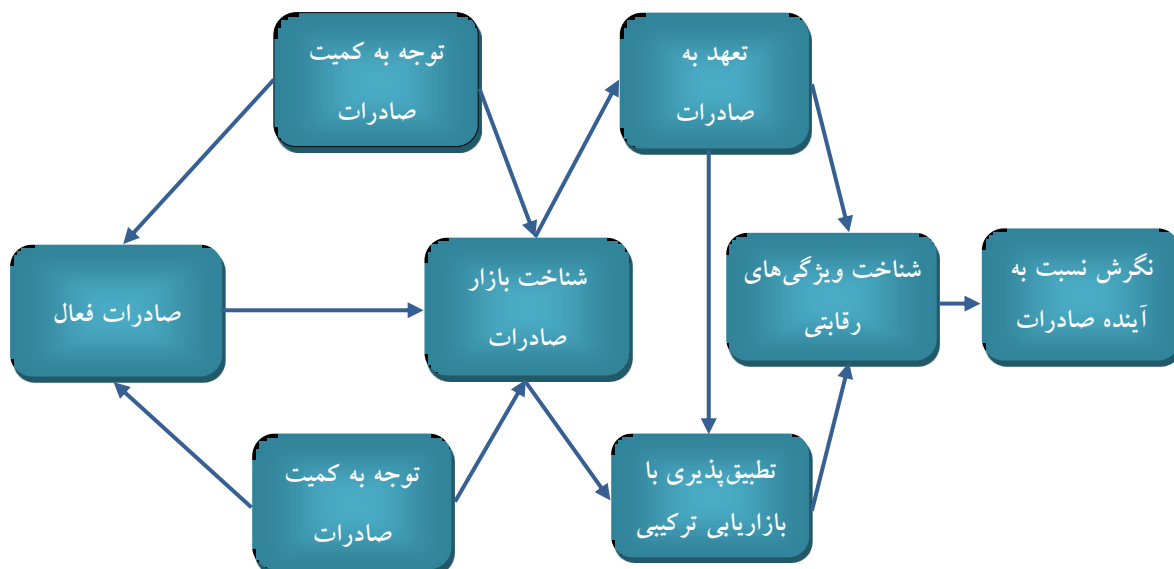 توجه به کمیت
صادرات
تعهد به
صادرات
صادرات فعال
شناخت بازار
صادرات
شناخت ویژگی‌های
رقابتی
نگرش نسبت به
آینده صادرات
توجه به کمیت
صادرات
تطبیق‌پذیری با
بازاریابی ترکیبی